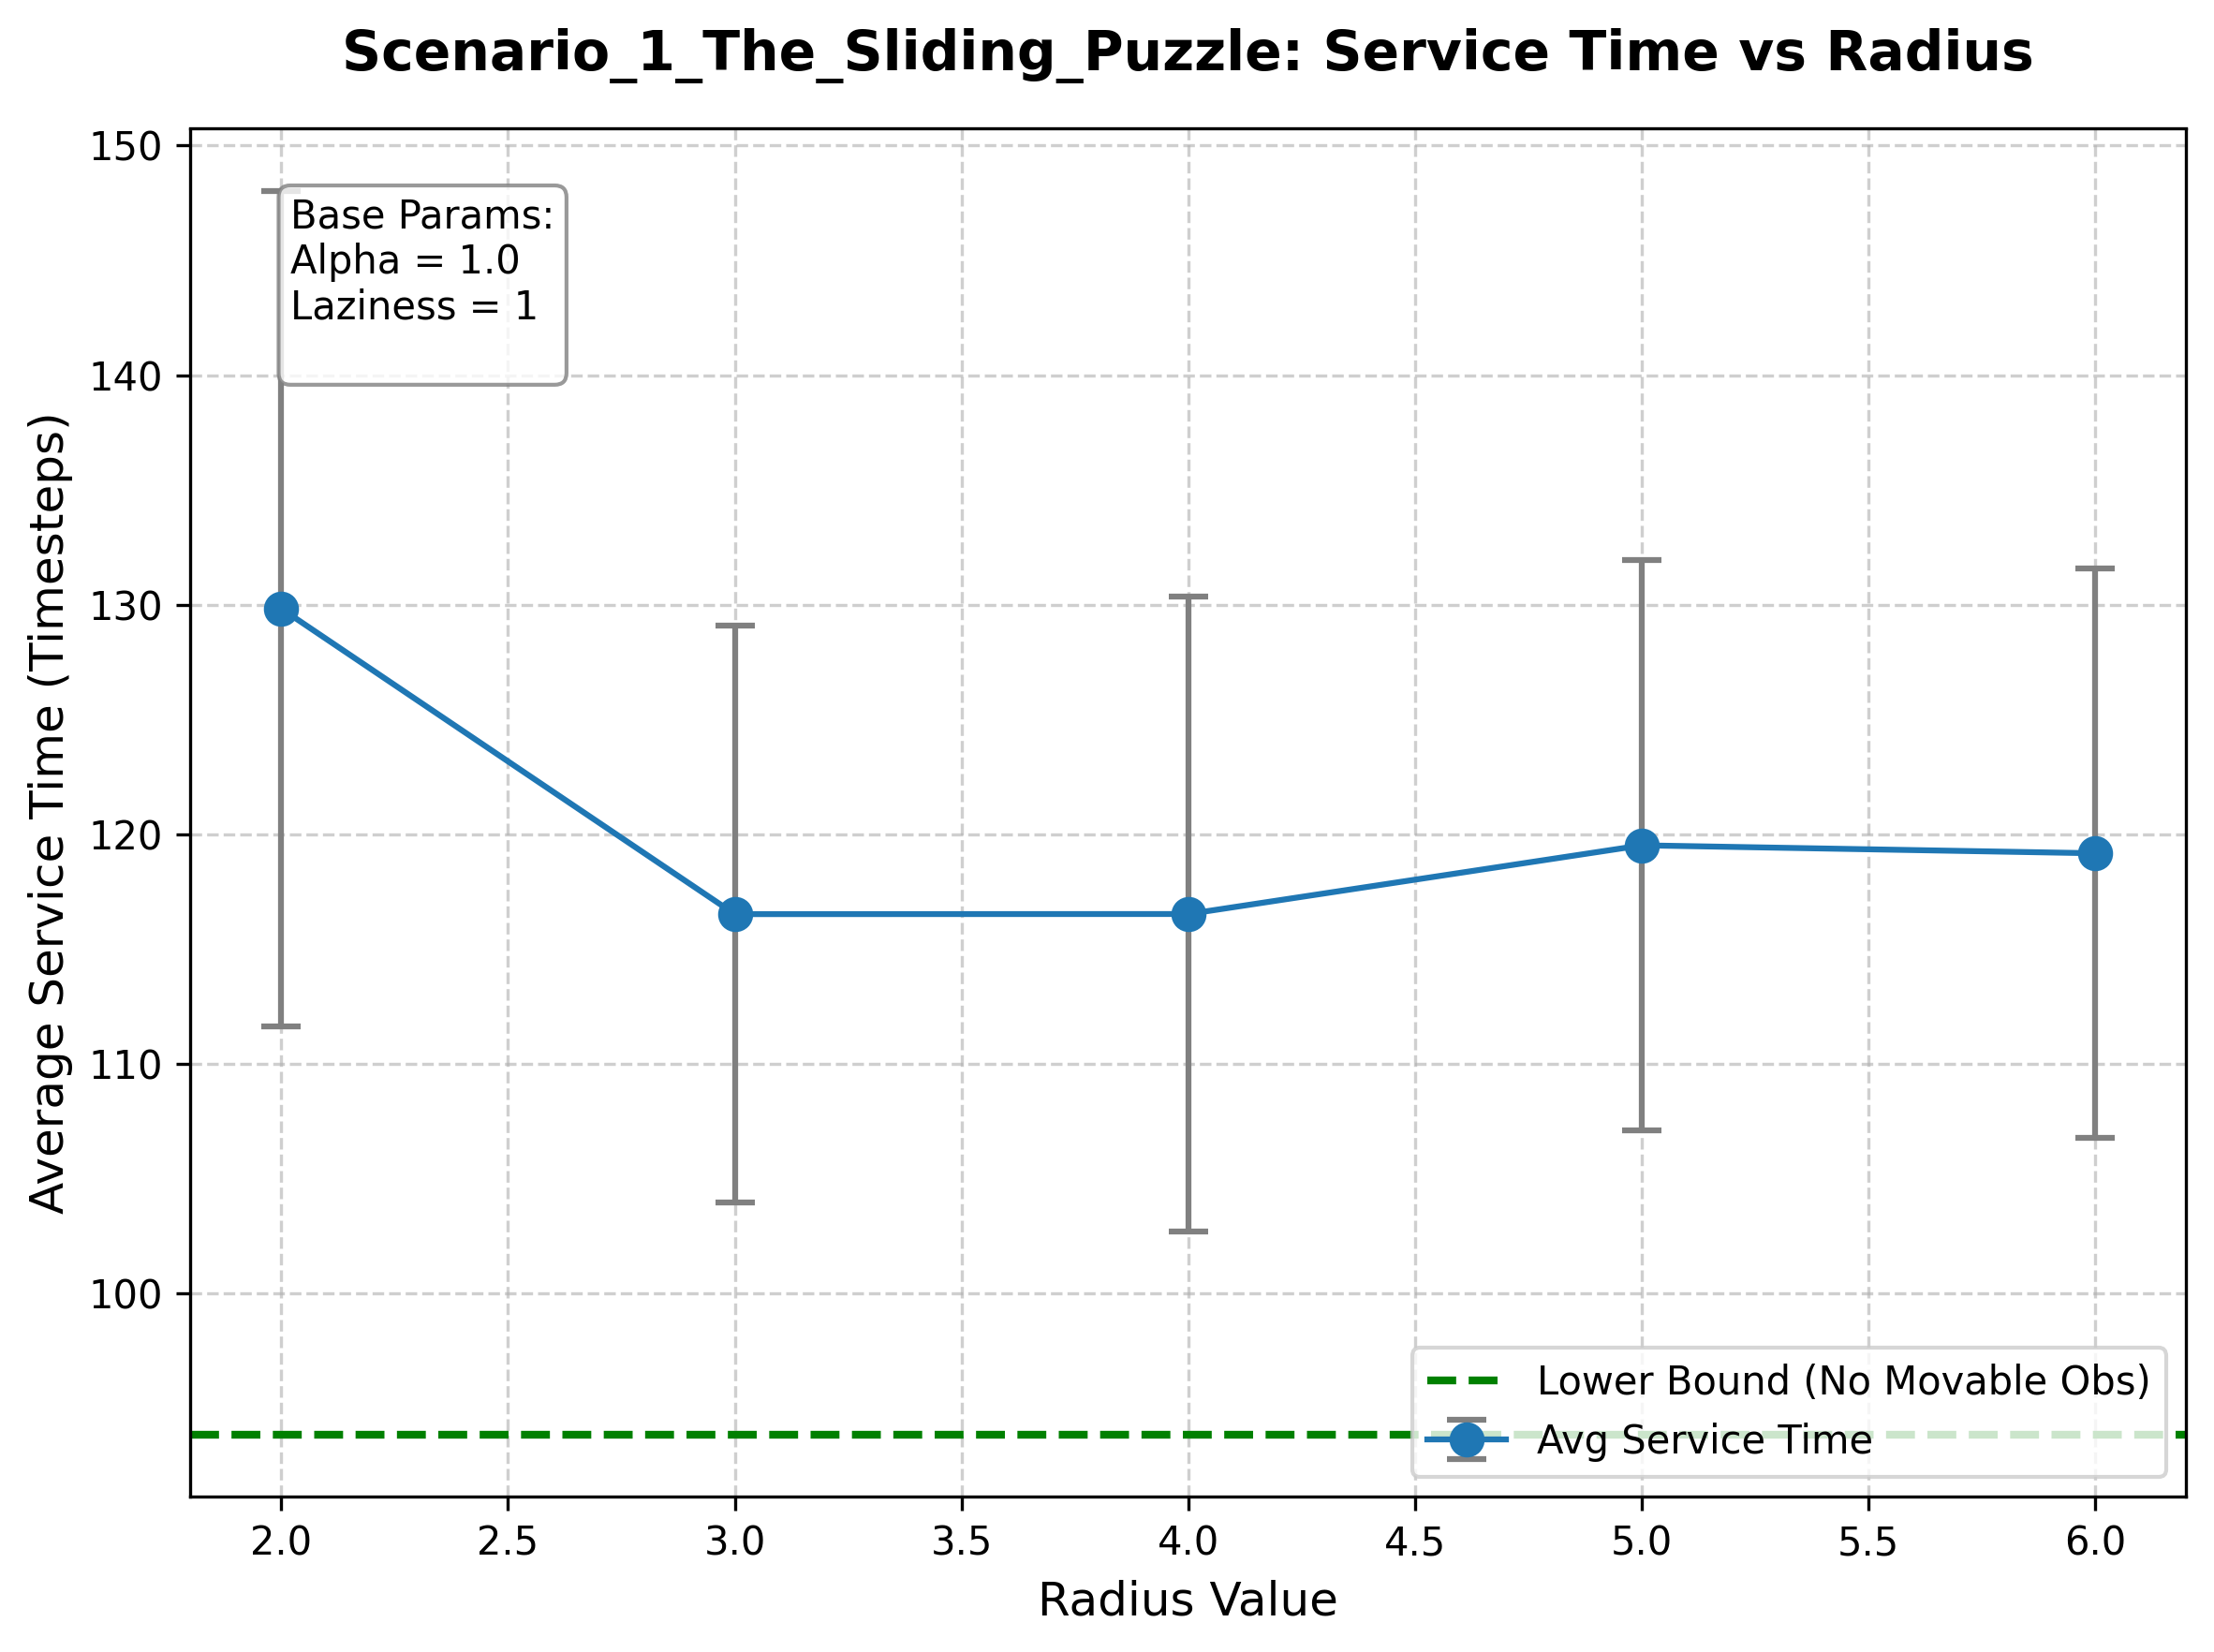 Scenario_1_The_Sliding_Puzzle: Service Time vs Radius
Average Service Time (Timesteps)
150
140
130
120
110
100
Base Params:
Alpha = 1.0
Laziness = 1
Lower Bound (No Movable Obs)
Avg Service Time
2.0
2.5
3.0
3.5
4.0
4.5
5.0
5.5
6.0
Radius Value